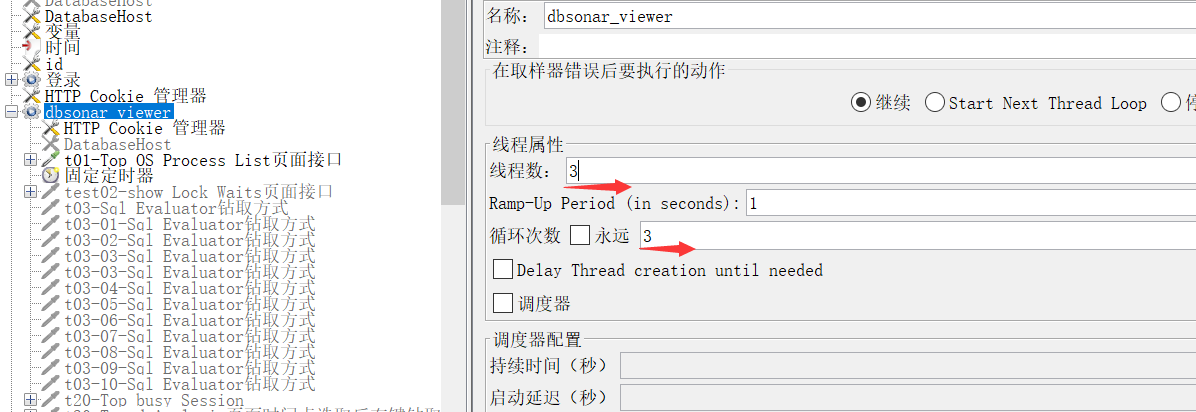 DatabaseHost
DatabaseHost
变量
时间
id
登录
HTTP Cookie 管理器
dbsonar_viewer
HTTP Cookie 管理器
DatabaseHost
t01-Top OS Process List页面接口
固定定时器
test02-show Lock Waits页面接口
t03-Sql Evaluator钻取方式
t03-01-Sql Evaluator钻取方式
t03-02-Sql Evaluator钻取方式
t03-03-Sql Evaluator钻取方式
t03-03-Sql Evaluator钻取方式
t03-04-Sql Evaluator钻取方式
t03-05-Sql Evaluator钻取方式
t03-06-Sql Evaluator钻取方式
t03-07-Sql Evaluator钻取方式
t03-08-Sql Evaluator钻取方式
t03-09-Sql Evaluator钻取方式
t03-10-Sql Evaluator钻取方式
t20-Top busy Session
名称： dbsonar_viewer
注释：
在取样器错误后要执行的动作
继续 Start Next Thread Loop
线程属性
线程数： 3
Ramp-Up Period (in seconds): 1
循环次数 永远 3
Delay Thread creation until needed
调度器
调度器配置
持续时间（秒）
启动延迟（秒）